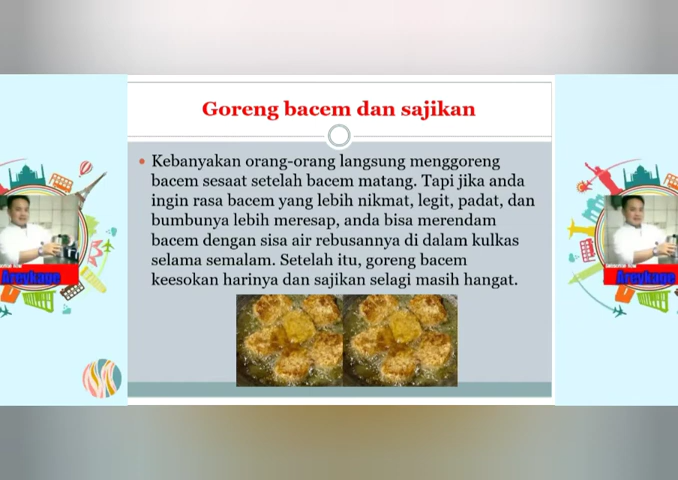 Goreng bacem dan sajikan
Kebanyakan orang-orang langsung menggoreng
bacem sesaat setelah bacem matang. Tapi jika anda
ingin rasa bacem yang lebih nikmat, legit, padat, dan
bumbunya lebih meresap, anda bisa merendam
bacem dengan sisa air rebusannya di dalam kulkas
selama semalam. Setelah itu, goreng bacem
keesokan harinya dan sajikan selagi masih hangat.